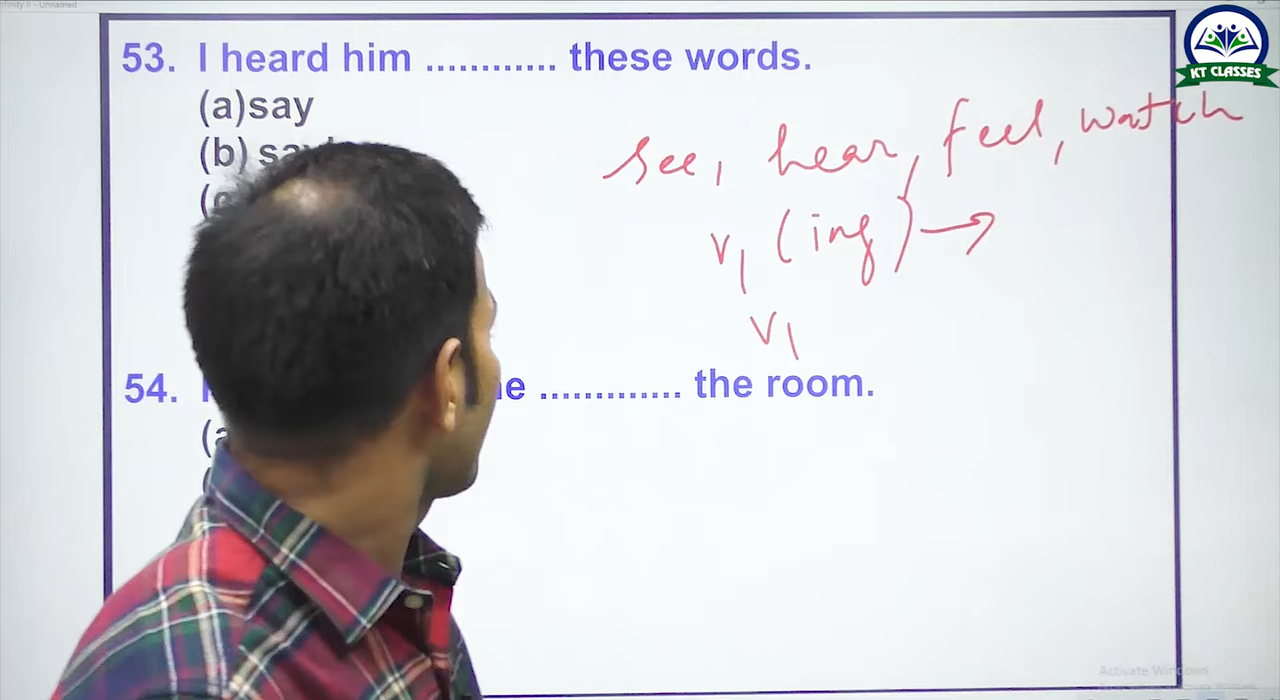 53. I heard him ............ these words.
(a)say
(b)
see, hear, feel, watch
V1 (ing) →
V1
54. ............. the room.
KT CLASSES
Activate Windows